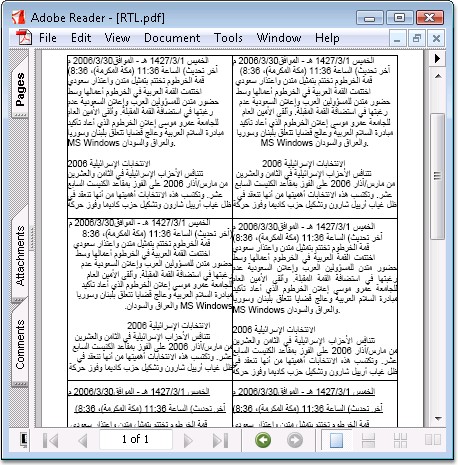 Adobe Reader - [RTL.pdf]
File Edit View Document Tools Window Help
Pages
Attachments
Comments
الخميس 1427/3/1 هـ - الموافق2006/3/30 م
أخر تحديث) الساعة 11:36 (مكة المكرمة)، 8:36)
قمة الخرطوم تختتم بتمثيل متدن واعتذار سعودي
اختتمت القمة العربية في الخرطوم أعمالها وسط
حضور متدن للمسؤولين العرب وإعلان السعودية عدم
رغبتها في استضافة القمة المقبلة. وألقى الأمين العام
للجامعة عمرو موسى إعلان الخرطوم الذي أعاد تأكيد
مبادرة السلام العربية وعالج قضايا تتعلق بلبنان وسوريا
.والعراق والسودان MS Windows
الانتخابات الإسرائيلية 2006
تتنافس الأحزاب الإسرائيلية في الثامن والعشرين
من مارس/آذار 2006 على الفوز بمقاعد الكنيست السابع
عشر. وتكتسب هذه الانتخابات أهميتها من أنها تنعقد في
ظل غياب أرييل شارون وتشكيل حزب كاديما وفوز حركة
الخميس 1427/3/1 هـ - الموافق2006/3/30 م
أخر تحديث) الساعة 11:36 (مكة المكرمة)، 8:36)
قمة الخرطوم تختتم بتمثيل متدن واعتذار سعودي
اختتمت القمة العربية في الخرطوم أعمالها وسط
حضور متدن للمسؤولين العرب وإعلان السعودية عدم
رغبتها في استضافة القمة المقبلة. وألقى الأمين العام
للجامعة عمرو موسى إعلان الخرطوم الذي أعاد تأكيد
مبادرة السلام العربية وعالج قضايا تتعلق بلبنان وسوريا
.والعراق والسودان MS Windows
الانتخابات الإسرائيلية 2006
تتنافس الأحزاب الإسرائيلية في الثامن والعشرين
من مارس/آذار 2006 على الفوز بمقاعد الكنيست السابع
عشر. وتكتسب هذه الانتخابات أهميتها من أنها تنعقد في
ظل غياب أرييل شارون وتشكيل حزب كاديما وفوز حركة
الخميس 1427/3/1 هـ - الموافق2006/3/30 م
أخر تحديث) الساعة 11:36 (مكة المكرمة)، 8:36)
قمة الخرطوم تختتم بتمثيل متدن واعتذار سعودي
اختتمت القمة العربية في الخرطوم أعمالها وسط
حضور متدن للمسؤولين العرب وإعلان السعودية عدم
رغبتها في استضافة القمة المقبلة. وألقى الأمين العام
للجامعة عمرو موسى إعلان الخرطوم الذي أعاد تأكيد
مبادرة السلام العربية وعالج قضايا تتعلق بلبنان وسوريا
.والعراق والسودان MS Windows
الانتخابات الإسرائيلية 2006
تتنافس الأحزاب الإسرائيلية في الثامن والعشرين
من مارس/آذار 2006 على الفوز بمقاعد الكنيست السابع
عشر. وتكتسب هذه الانتخابات أهميتها من أنها تنعقد في
ظل غياب أرييل شارون وتشكيل حزب كاديما وفوز حركة
الخميس 1427/3/1 هـ - الموافق2006/3/30 م
أخر تحديث) الساعة 11:36 (مكة المكرمة)، 8:36
قمة الخرطوم تختتم بتمثيل متدن واعتذار سعودي
اختتمت القمة العربية في الخرطوم أعمالها وسط
حضور متدن للمسؤولين العرب وإعلان السعودية عدم
رغبتها في استضافة القمة المقبلة. وألقى الأمين العام
للجامعة عمرو موسى إعلان الخرطوم الذي أعاد تأكيد
مبادرة السلام العربية وعالج قضايا تتعلق بلبنان وسوريا
MS Windows والعراق والسودان.
الانتخابات الإسرائيلية 2006
تتنافس الأحزاب الإسرائيلية في الثامن والعشرين
من مارس/آذار 2006 على الفوز بمقاعد الكنيست السابع
عشر. وتكتسب هذه الانتخابات أهميتها من أنها تنعقد في
ظل غياب أرييل شارون وتشكيل حزب كاديما وفوز حركة
الخميس 1427/3/1 هـ - الموافق2006/3/30 م
أخر تحديث) الساعة 11:36 (مكة المكرمة)، 8:36)
قمة الخرطوم تختتم بتمثيل متدن واعتذار سعودي
الخميس 1427/3/1 هـ - الموافق2006/3/30 م
أخر تحديث) الساعة 11:36 (مكة المكرمة)، 8:36)
قمة الخرطوم تختتم بتمثيل متدن واعتذار سعودي
1 of 1